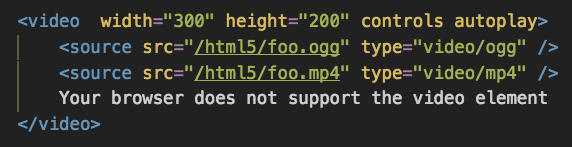 <video  width="300" height="200" controls autoplay>
    <source src="/html5/foo.ogg" type="video/ogg" />
    <source src="/html5/foo.mp4" type="video/mp4" />
    Your browser does not support the video element
</video>